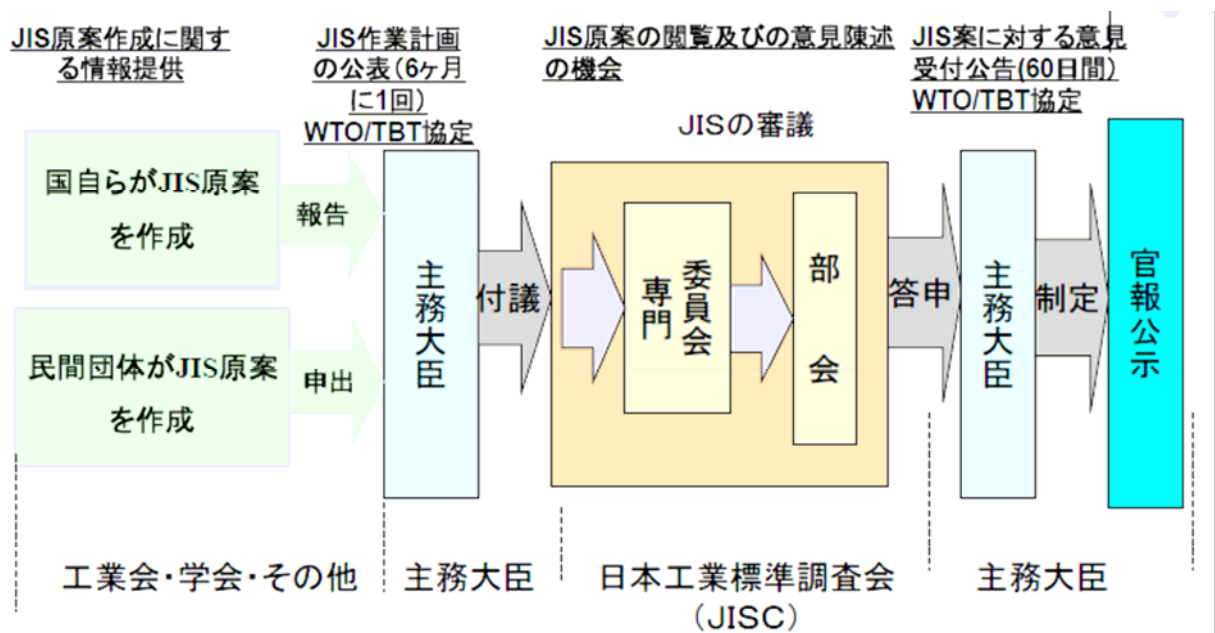 JIS原案作成に関す
る情報提供
JIS作業計画
の公表(6ヶ月
に1回)
WTO/TBT協定
JIS原案の閲覧及びの意見陳述
の機会
JIS案に対する意見
受付公告(60日間)
WTO/TBT協定
JISの審議
国自らがJIS原案
を作成
報告
民間団体がJIS原案
を作成
申出
主務大臣
付議
専門
委員会
部会
答申
主務大臣
制定
官報公示
工業会・学会・その他
主務大臣
日本工業標準調査会
(JISC)
主務大臣